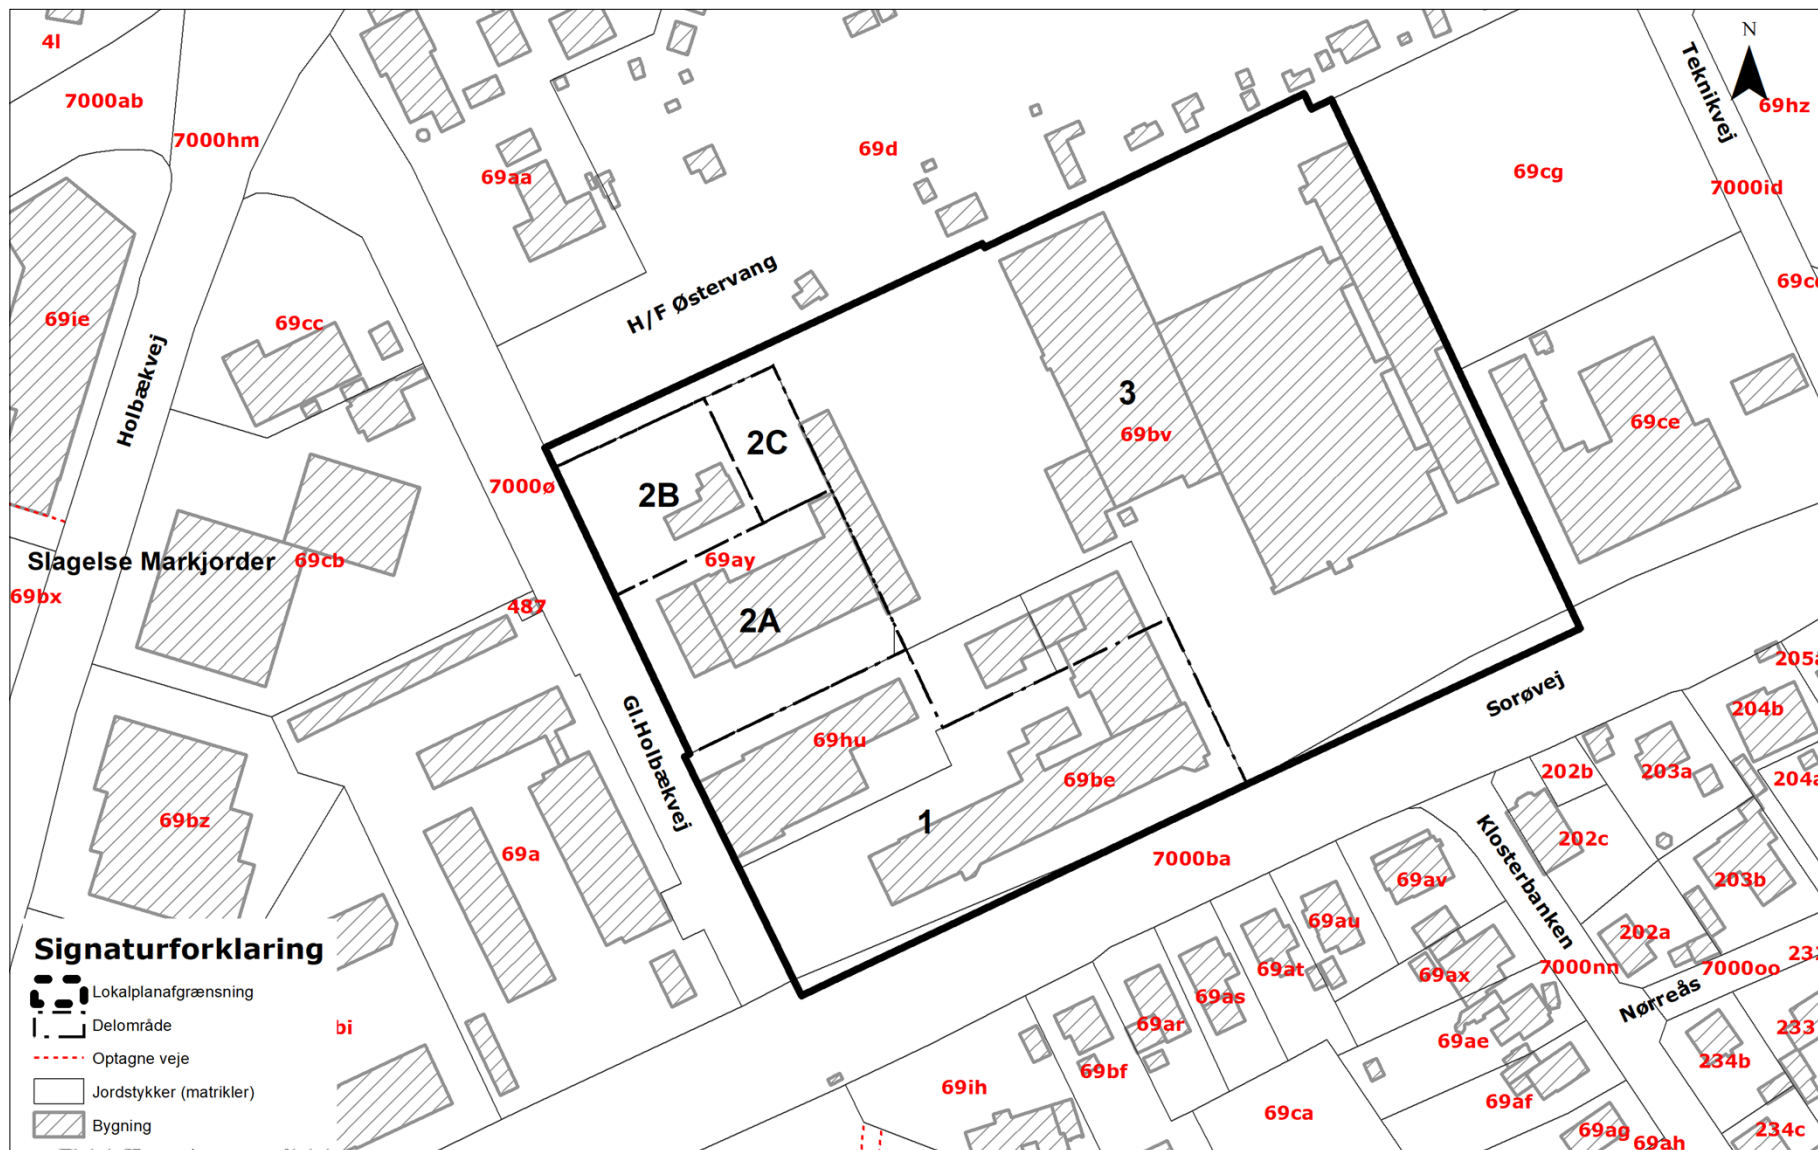 4l
7000ab
7000hm
N
Teknikvej
69hz
69aa
69d
69cg
7000id
69ie
69cc
H/F Østervang
Holbækvej
3
69bv
69ce
2C
2B
7000ø
Slagelse Markjorder
69cb
69ay
69bx
487
2A
Gl.Holbækvej
69hu
Sorøvej
204b
69be
202b
203a
204a
1
69bz
69a
7000ba
Klosterbanken
202c
69av
203b
69au
202a
69at
69ax
7000nn
7000oo
69as
Nørreås
69ar
69ae
234b
69bf
69ih
69ca
69af
69ag
69ah
234c
Signaturforklaring
Lokalplanafgrænsning
Delområde
bi
Optagne veje
Jordstykker (matrikler)
Bygning